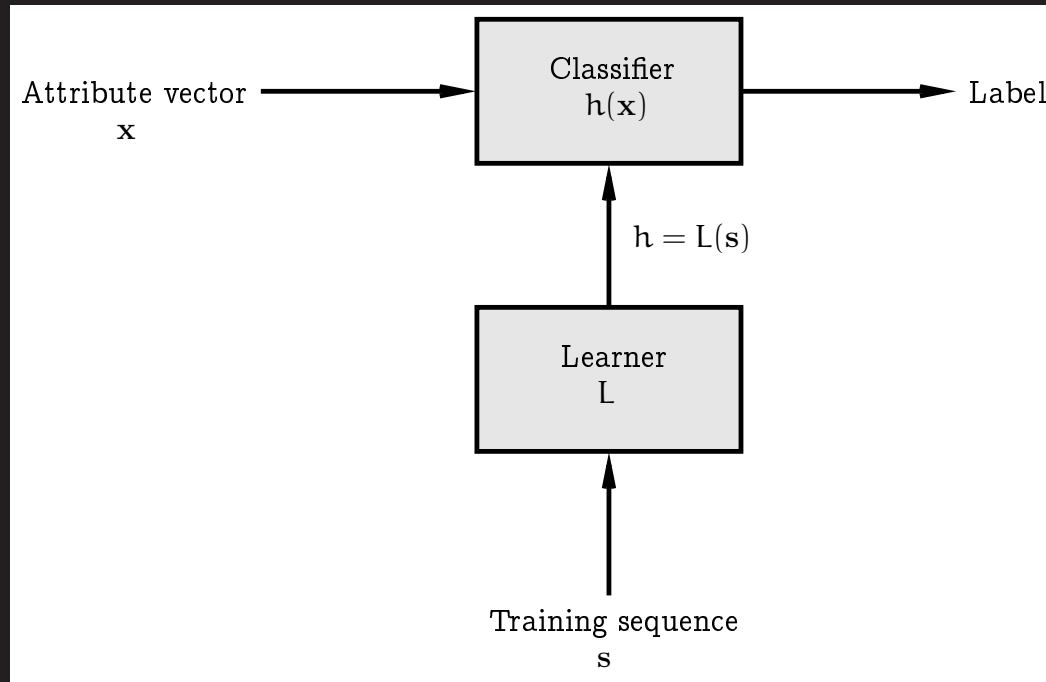 Classifier
h(x)
Attribute vector
x
Label
h = L(s)
Learner
L
Training sequence
s